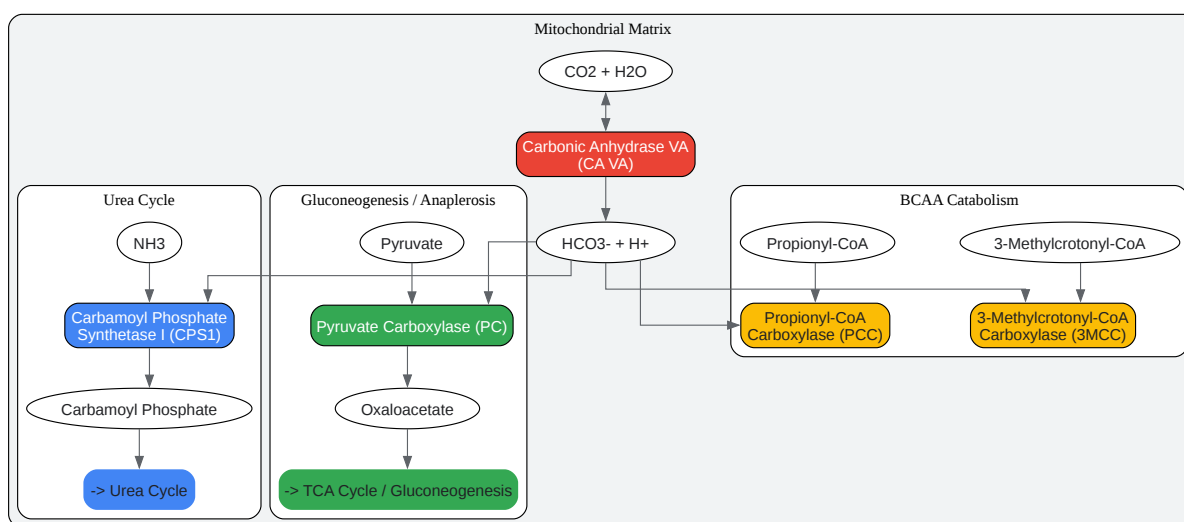 Mitochondrial Matrix
CO2 + H2O
Carbonic Anhydrase VA
(CA VA)
Urea Cycle
Gluconeogenesis / Anaplerosis
BCAA Catabolism
NH3
Pyruvate
HCO3- + H+
Propionyl-CoA
3-Methylcrotonyl-CoA
Carbamoyl Phosphate
Synthetase I (CPS1)
Pyruvate Carboxylase (PC)
Propionyl-CoA
Carboxylase (PCC)
3-Methylcrotonyl-CoA
Carboxylase (3MCC)
Carbamoyl Phosphate
Oxaloacetate
-> Urea Cycle
-> TCA Cycle / Gluconeogenesis